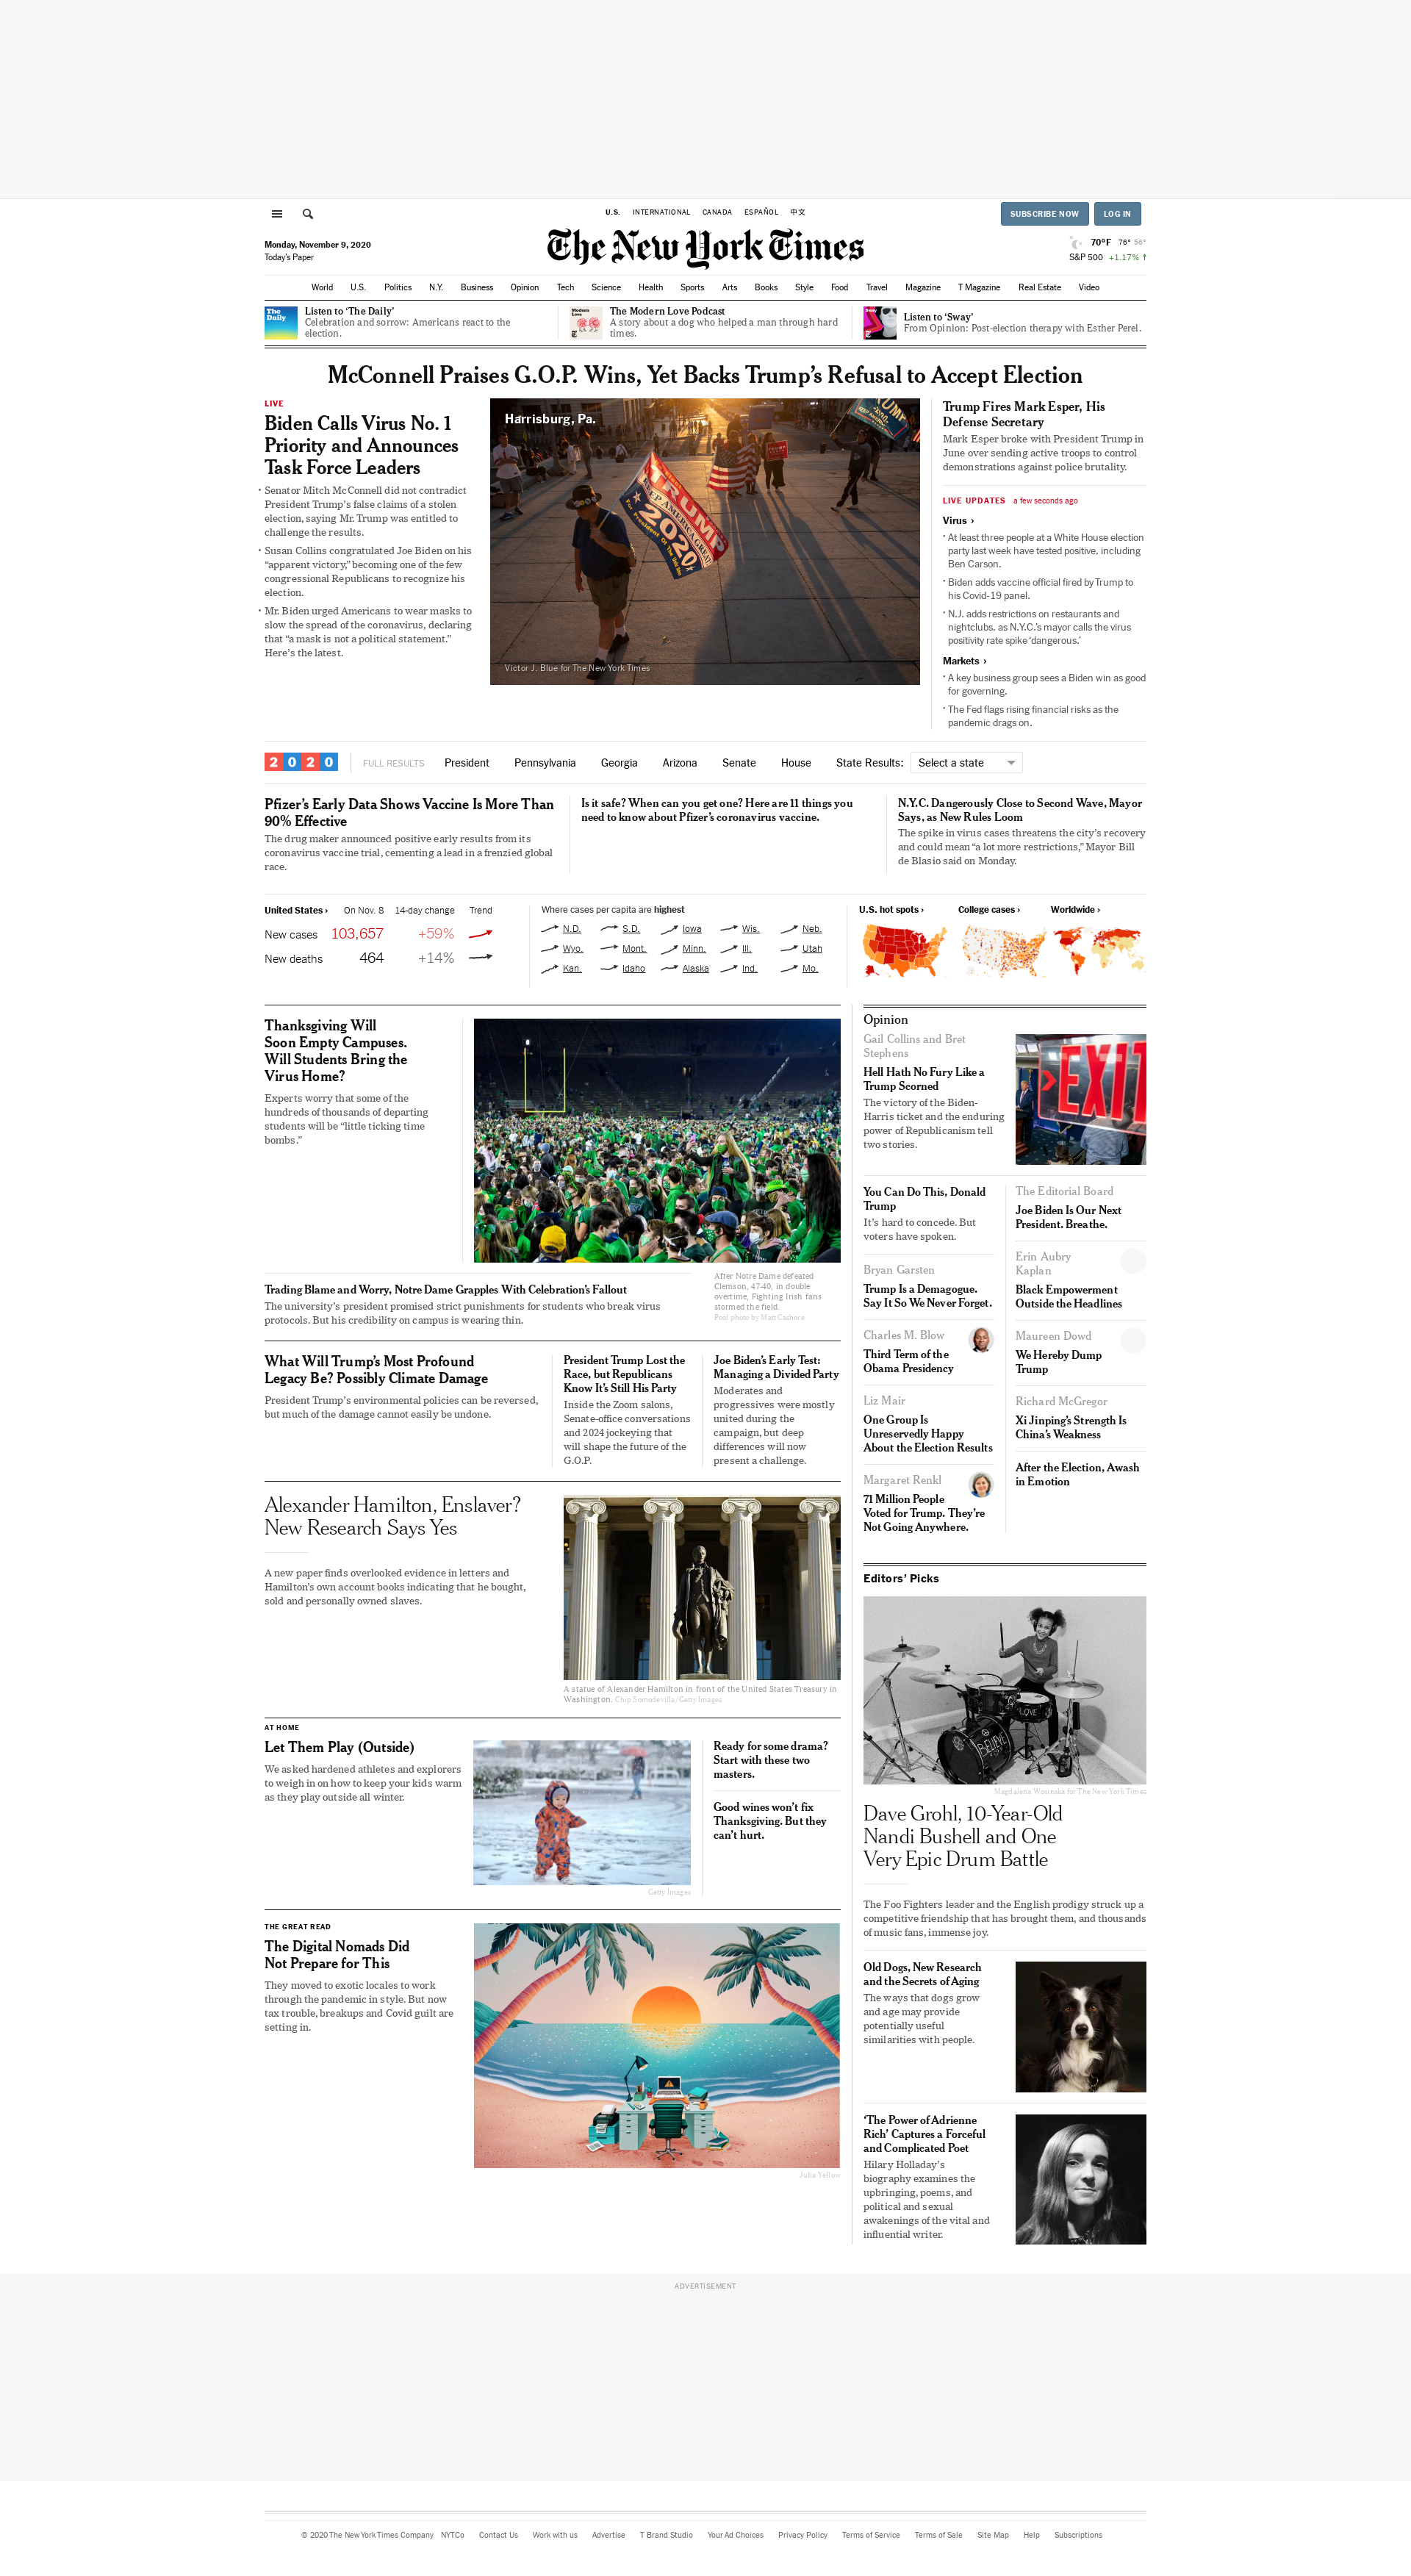 U.S. INTERNATIONAL CANADA ESPAÑOL 中文
SUBSCRIBE NOW LOG IN
Monday, November 9, 2020
Today's Paper
The New York Times
70°F 76° 56°
S&P 500 +1.17% ↑
World U.S. Politics N.Y. Business Opinion Tech Science Health Sports Arts Books Style Food Travel Magazine T Magazine Real Estate Video
The Daily
Listen to ‘The Daily’
Celebration and sorrow: Americans react to the
election.
Modern Love
The Modern Love Podcast
A story about a dog who helped a man through hard
times.
Listen to ‘Sway’
From Opinion: Post-election therapy with Esther Perel.
McConnell Praises G.O.P. Wins, Yet Backs Trump’s Refusal to Accept Election
LIVE
Biden Calls Virus No. 1
Priority and Announces
Task Force Leaders
• Senator Mitch McConnell did not contradict
President Trump’s false claims of a stolen
election, saying Mr. Trump was entitled to
challenge the results.
• Susan Collins congratulated Joe Biden on his
“apparent victory,” becoming one of the few
congressional Republicans to recognize his
election.
• Mr. Biden urged Americans to wear masks to
slow the spread of the coronavirus, declaring
that “a mask is not a political statement.”
Here’s the latest.
Harrisburg, Pa.
TRUMP
KEEP AMERICA GREAT!
TRUMP
For President Of The United States
2020
Victor J. Blue for The New York Times
Trump Fires Mark Esper, His
Defense Secretary
Mark Esper broke with President Trump in
June over sending active troops to control
demonstrations against police brutality.
LIVE UPDATES a few seconds ago
Virus ›
• At least three people at a White House election
party last week have tested positive, including
Ben Carson.
• Biden adds vaccine official fired by Trump to
his Covid-19 panel.
• N.J. adds restrictions on restaurants and
nightclubs. as N.Y.C.’s mayor calls the virus
positivity rate spike ‘dangerous.’
Markets ›
• A key business group sees a Biden win as good
for governing.
• The Fed flags rising financial risks as the
pandemic drags on.
2020 FULL RESULTS President Pennsylvania Georgia Arizona Senate House State Results: Select a state
Pfizer’s Early Data Shows Vaccine Is More Than
90% Effective
The drug maker announced positive early results from its
coronavirus vaccine trial, cementing a lead in a frenzied global
race.
Is it safe? When can you get one? Here are 11 things you
need to know about Pfizer’s coronavirus vaccine.
N.Y.C. Dangerously Close to Second Wave, Mayor
Says, as New Rules Loom
The spike in virus cases threatens the city’s recovery
and could mean “a lot more restrictions,” Mayor Bill
de Blasio said on Monday.
United States › On Nov. 8 14-day change Trend
New cases 103,657 +59%
New deaths 464 +14%
Where cases per capita are highest
N.D. S.D. Iowa Wis. Neb.
Wyo. Mont. Minn. Ill. Utah
Kan. Idaho Alaska Ind. Mo.
U.S. hot spots › College cases › Worldwide ›
Thanksgiving Will
Soon Empty Campuses.
Will Students Bring the
Virus Home?
Experts worry that some of the
hundreds of thousands of departing
students will be “little ticking time
bombs.”
Trading Blame and Worry, Notre Dame Grapples With Celebration’s Fallout
The university’s president promised strict punishments for students who break virus
protocols. But his credibility on campus is wearing thin.
After Notre Dame defeated
Clemson, 47-40, in double
overtime, Fighting Irish fans
stormed the field.
Pool photo by Matt Cashore
What Will Trump’s Most Profound
Legacy Be? Possibly Climate Damage
President Trump’s environmental policies can be reversed,
but much of the damage cannot easily be undone.
President Trump Lost the
Race, but Republicans
Know It’s Still His Party
Inside the Zoom salons,
Senate-office conversations
and 2024 jockeying that
will shape the future of the
G.O.P.
Joe Biden’s Early Test:
Managing a Divided Party
Moderates and
progressives were mostly
united during the
campaign, but deep
differences will now
present a challenge.
Alexander Hamilton, Enslaver?
New Research Says Yes
A new paper finds overlooked evidence in letters and
Hamilton’s own account books indicating that he bought,
sold and personally owned slaves.
A statue of Alexander Hamilton in front of the United States Treasury in
Washington. Chip Somodevilla/Getty Images
AT HOME
Let Them Play (Outside)
We asked hardened athletes and explorers
to weigh in on how to keep your kids warm
as they play outside all winter.
Getty Images
Ready for some drama?
Start with these two
masters.
Good wines won’t fix
Thanksgiving. But they
can’t hurt.
THE GREAT READ
The Digital Nomads Did
Not Prepare for This
They moved to exotic locales to work
through the pandemic in style. But now
tax trouble, breakups and Covid guilt are
setting in.
Julia Yellow
Opinion
Gail Collins and Bret
Stephens
Hell Hath No Fury Like a
Trump Scorned
The victory of the Biden-
Harris ticket and the enduring
power of Republicanism tell
two stories.
EXIT
You Can Do This, Donald
Trump
It’s hard to concede. But
voters have spoken.
Bryan Garsten
Trump Is a Demagogue.
Say It So We Never Forget.
Charles M. Blow
Third Term of the
Obama Presidency
Liz Mair
One Group Is
Unreservedly Happy
About the Election Results
Margaret Renkl
71 Million People
Voted for Trump. They’re
Not Going Anywhere.
The Editorial Board
Joe Biden Is Our Next
President. Breathe.
Erin Aubry
Kaplan
Black Empowerment
Outside the Headlines
Maureen Dowd
We Hereby Dump
Trump
Richard McGregor
Xi Jinping’s Strength Is
China’s Weakness
After the Election, Awash
in Emotion
Editors’ Picks
LOVE
BELIEVE
Magdalena Wosinska for The New York Times
Dave Grohl, 10-Year-Old
Nandi Bushell and One
Very Epic Drum Battle
The Foo Fighters leader and the English prodigy struck up a
competitive friendship that has brought them, and thousands
of music fans, immense joy.
Old Dogs, New Research
and the Secrets of Aging
The ways that dogs grow
and age may provide
potentially useful
similarities with people.
‘The Power of Adrienne
Rich’ Captures a Forceful
and Complicated Poet
Hilary Holladay’s
biography examines the
upbringing, poems, and
political and sexual
awakenings of the vital and
influential writer.
ADVERTISEMENT
© 2020 The New York Times Company NYTCo Contact Us Work with us Advertise T Brand Studio Your Ad Choices Privacy Policy Terms of Service Terms of Sale Site Map Help Subscriptions